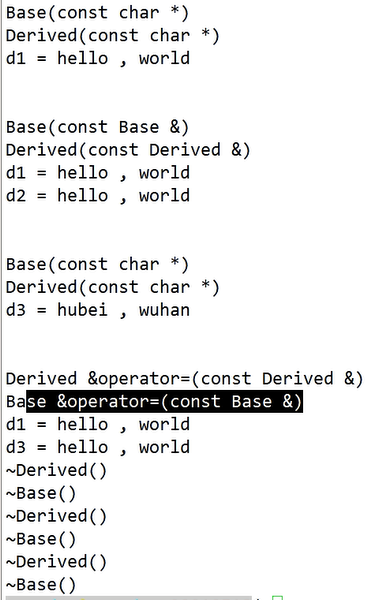 Base(const char *)
Derived(const char *)
d1 = hello , world
Base(const Base &)
Derived(const Derived &)
d1 = hello , world
d2 = hello , world
Base(const char *)
Derived(const char *)
d3 = hubei , wuhan
Derived &operator=(const Derived &)
Base &operator=(const Base &)
d1 = hello , world
d3 = hello , world
~Derived()
~Base()
~Derived()
~Base()
~Derived()
~Base()